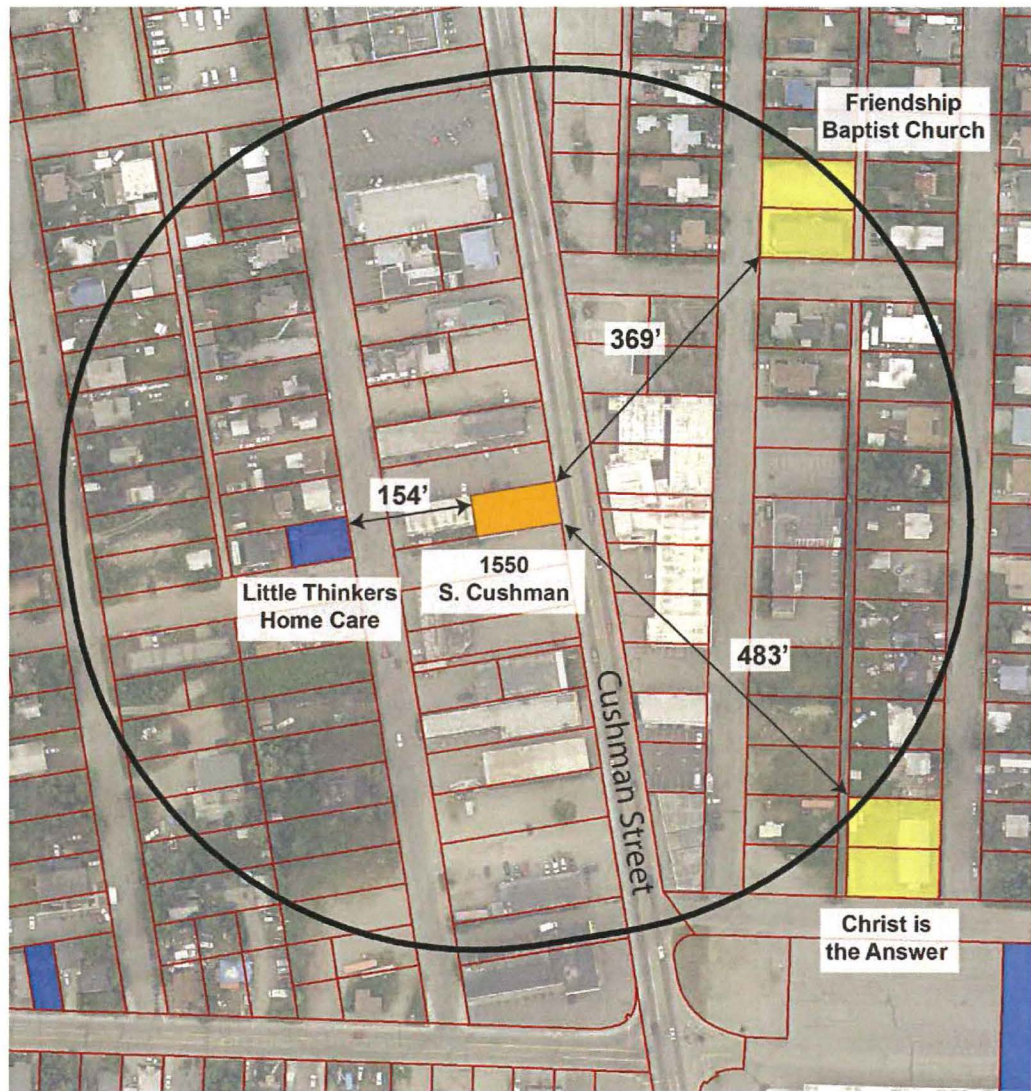 Friendship
Baptist Church
369'
154'
1550
S. Cushman
Little Thinkers
Home Care
483'
Cushman Street
Christ is
the Answer